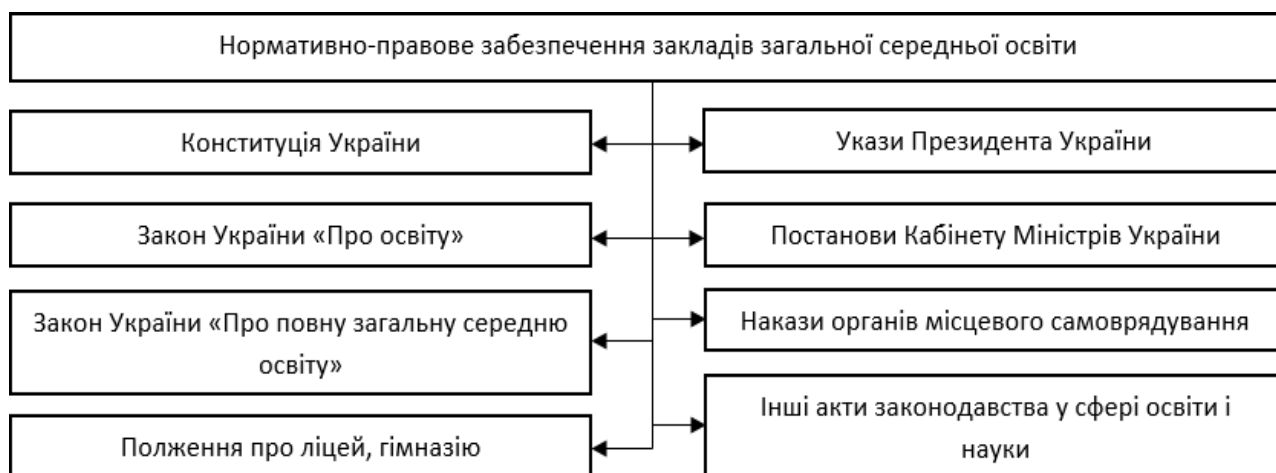 Нормативно-правове забезпечення закладів загальної середньої освіти
Конституція України
Укази Президента України
Закон України «Про освіту»
Постанови Кабінету Міністрів України
Закон України «Про повну загальну середню
освіту»
Накази органів місцевого самоврядування
Полження про ліцей, гімназію
Інші акти законодавства у сфері освіти і
науки